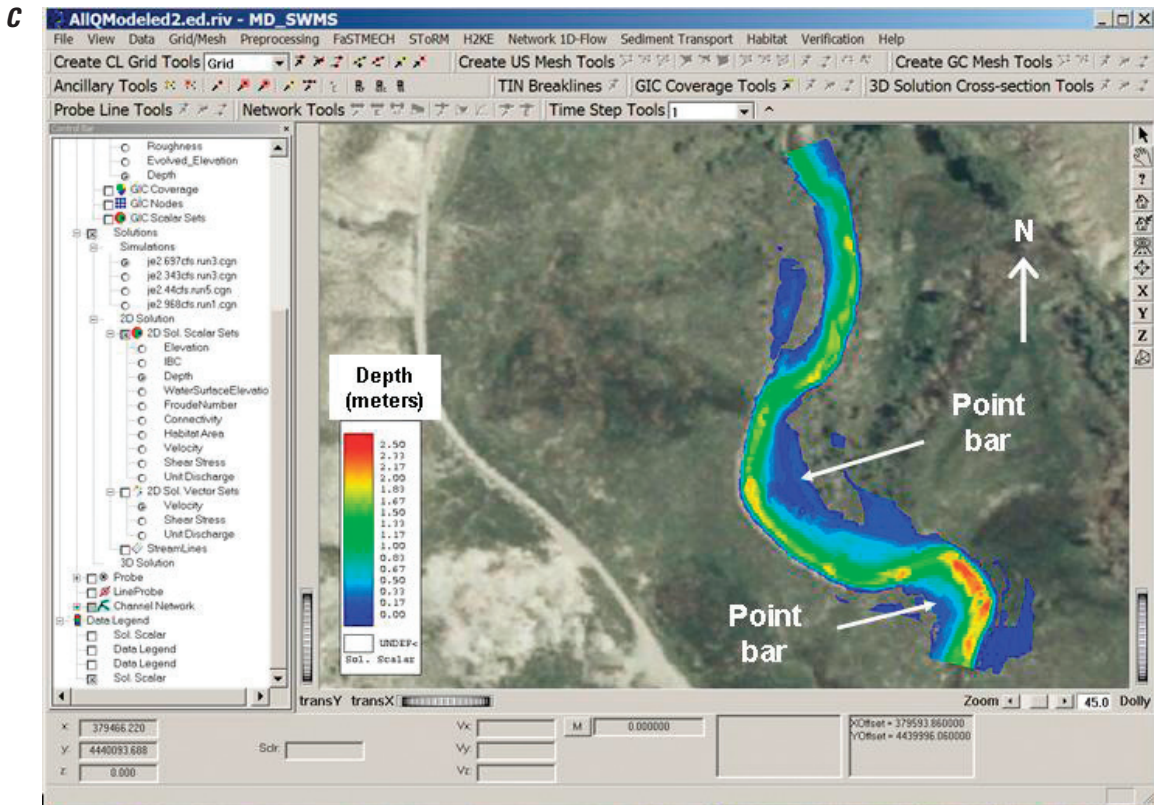 C
AllQModeled2.ed.riv - MD_SWMS
File View Data Grid/Mesh Preprocessing FaSTMECH SToRM H2KE Network 1D-Flow Sediment Transport Habitat Verification Help
Create CL Grid Tools Grid Create US Mesh Tools Create GC Mesh Tools
Ancillary Tools TIN Breaklines GIC Coverage Tools 3D Solution Cross-section Tools
Probe Line Tools Network Tools Time Step Tools 1
Control Bar
Roughness
Evolved_Elevation
Depth
GIC Coverage
GIC Nodes
GIC Scalar Sets
Solutions
Simulations
je2.697cfs.run3.cgn
je2.343cfs.run3.cgn
je2.44cfs.run5.cgn
je2.968cfs.run1.cgn
2D Solution
2D Sol. Scalar Sets
Elevation
IBC
Depth
WaterSurfaceElevatio
FroudeNumber
Connectivity
Habitat Area
Velocity
Shear Stress
Unit Discharge
2D Sol. Vector Sets
Velocity
Shear Stress
Unit Discharge
StreamLines
3D Solution
Probe
LineProbe
Channel Network
Data Legend
Sol. Scalar
Data Legend
Data Legend
Sol. Scalar
Depth
(meters)
2.50
2.33
2.17
2.00
1.83
1.67
1.50
1.33
1.17
1.00
0.83
0.67
0.50
0.33
0.17
0.00
UNDEF<
Sol. Scalar
N
Point
bar
Point
bar
?
X
Y
Z
transY transX Zoom 45.0 Dolly
x: 379466.220 Vx: M 0.000000 XOffset = 379593.860000
y: 4440093.688 Sclr: Vy: YOffset = 4439996.060000
z: 0.000 Vz: